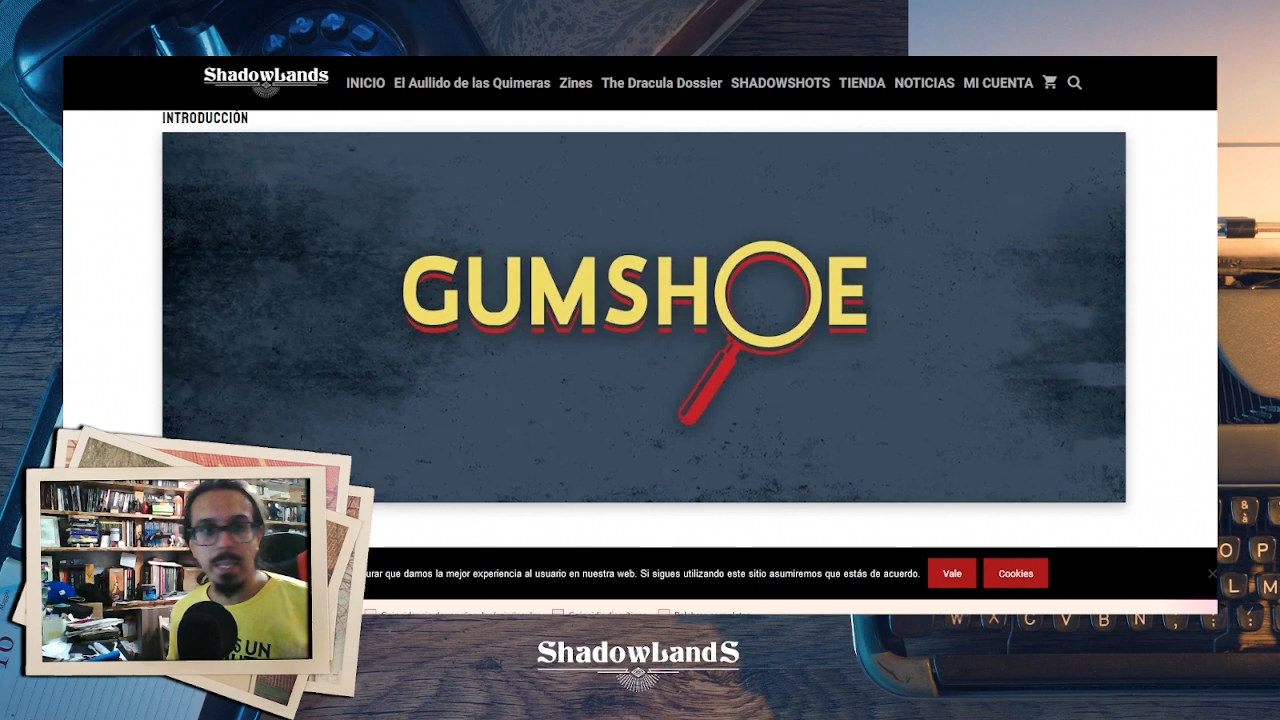 ShadowLands
INICIO El Aullido de las Quimeras Zines The Dracula Dossier SHADOWSHOTS TIENDA NOTICIAS MI CUENTA
INTRODUCCIÓN
GUMSHOE
urar que damos la mejor experiencia al usuario en nuestra web. Si sigues utilizando este sitio asumiremos que estás de acuerdo.
Vale
Cookies
S UN
O P
L M
W X C V B N
ShadowLandS
10